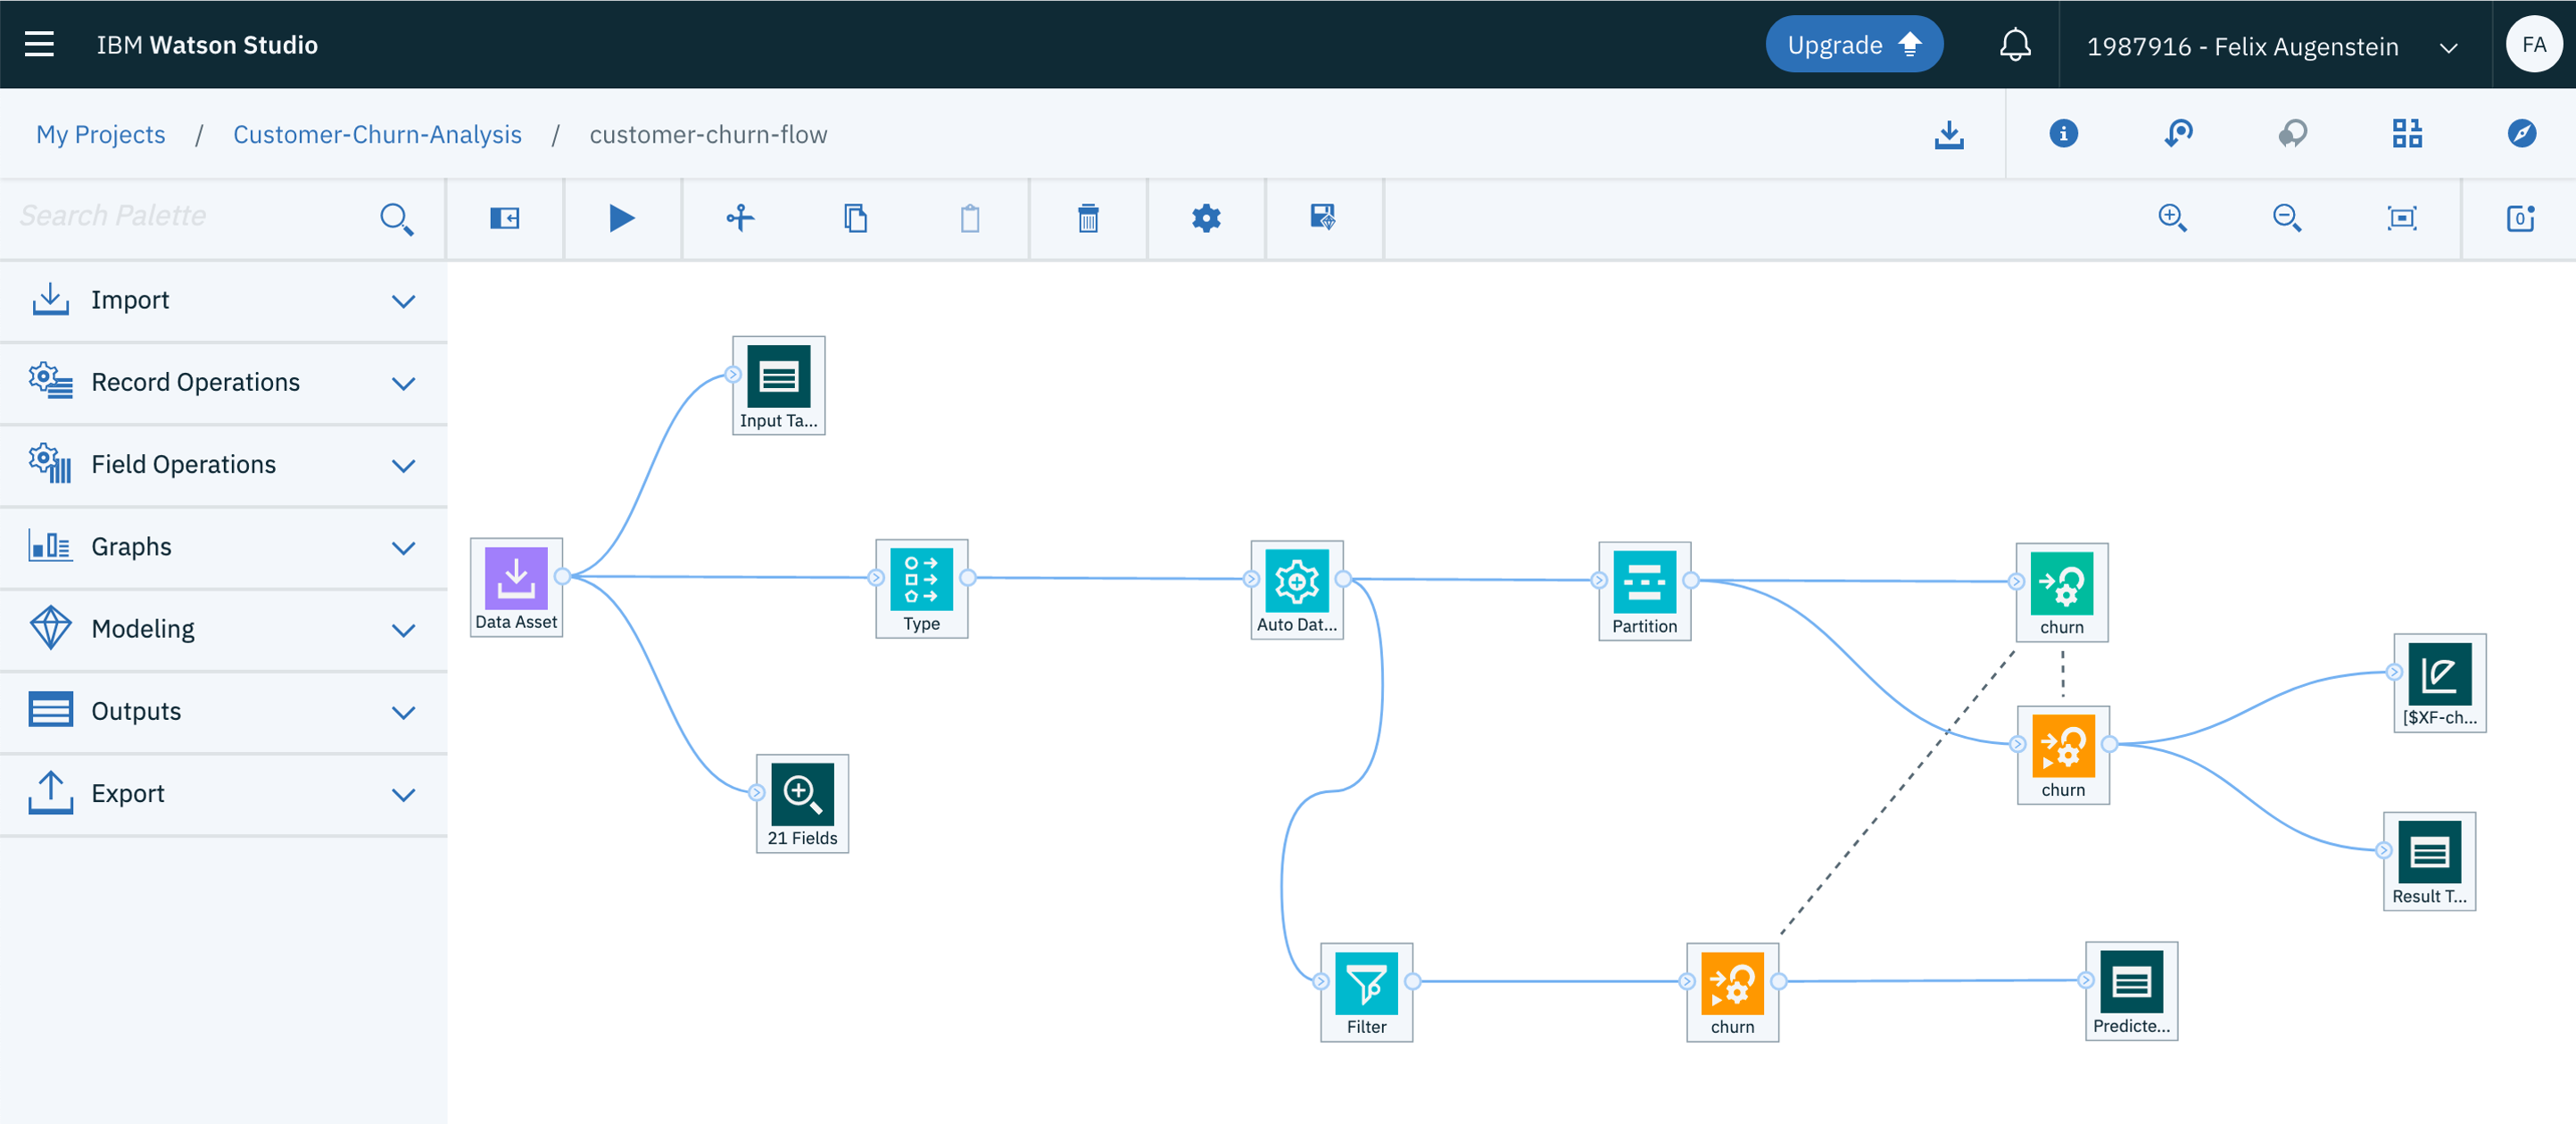 IBM Watson Studio
Upgrade
1987916 - Felix Augenstein
FA
My Projects / Customer-Churn-Analysis / customer-churn-flow
Search Palette
0
Import
Record Operations
Field Operations
Graphs
Modeling
Outputs
Export
Input Ta...
Data Asset
Type
Auto Dat...
Partition
churn
[$XF-ch...
churn
21 Fields
Result T...
Filter
churn
Predicte...